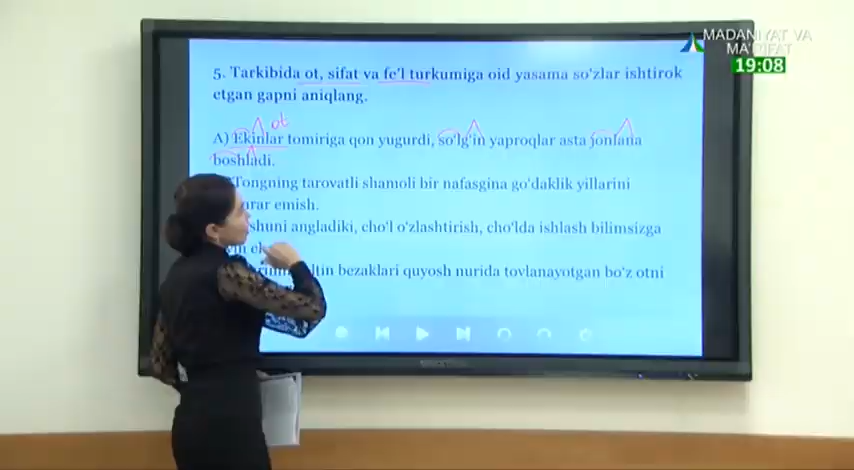 MADANIYAT VA
MA'RIFAT
19:08
5. Tarkibida ot, sifat va fe'l turkumiga oid yasama so'zlar ishtirok
etgan gapni aniqlang.
ot
A) Ekinlar tomiriga qon yugurdi, so'lg'in yaproqlar asta jonlana
boshladi.
Tongning tarovatli shamoli bir nafasgina go'daklik yillarini
emish.
shuni angladiki, cho'l o'zlashtirish, cho'lda ishlash bilimsizga
bezaklari quyosh nurida tovlanayotgan bo'z otni